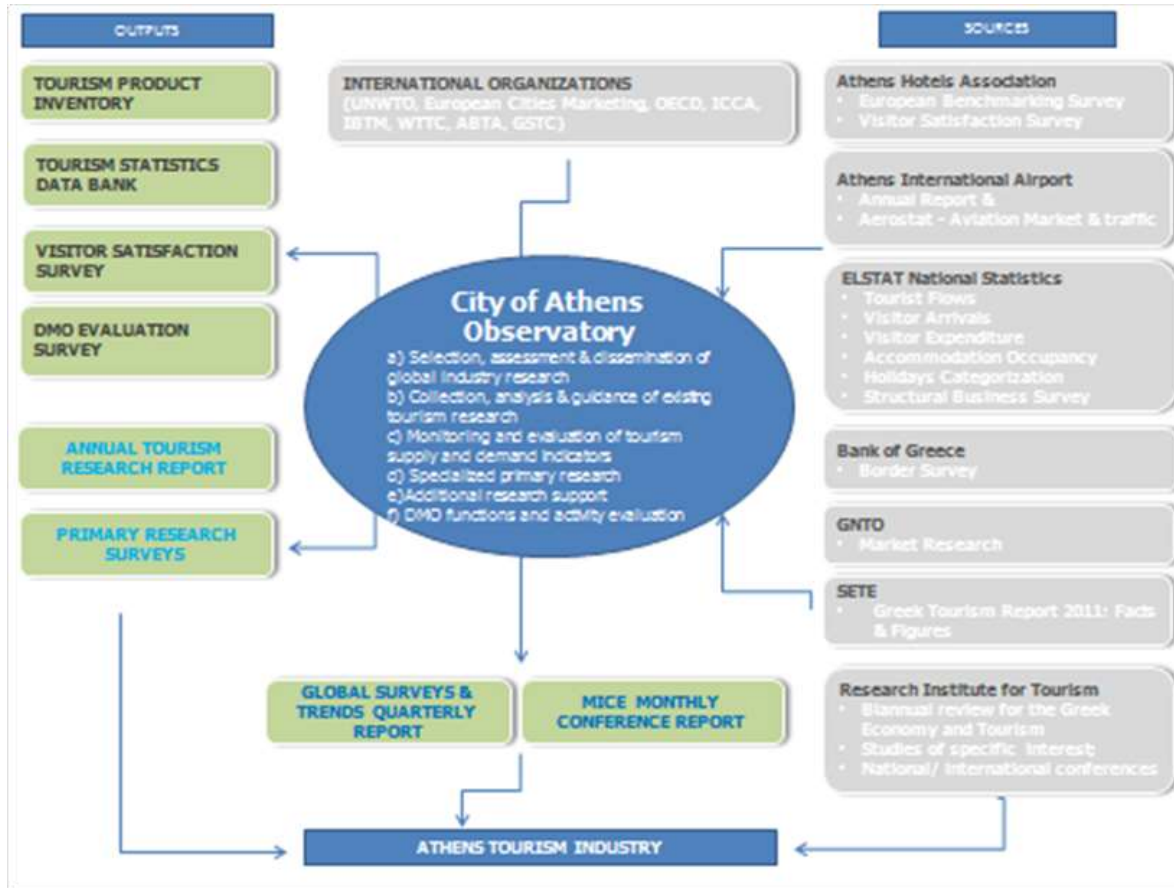 OUTPUTS
TOURISM PRODUCT
INVENTORY
TOURISM STATISTICS
DATA BANK
VISITOR SATISFACTION
SURVEY
DMO EVALUATION
SURVEY
ANNUAL TOURISM
RESEARCH REPORT
PRIMARY RESEARCH
SURVEYS
INTERNATIONAL ORGANIZATIONS
(UNWTO, European Cities Marketing, OECD, ICCA,
IBTM, WTTC, ABTA, GSTC)
City of Athens
Observatory
a) Selection, assessment & dissemination of
global industry research
b) Collection, analysis & guidance of existing
tourism research
c) Monitoring and evaluation of tourism
supply and demand indicators
d) Specialized primary research
e)Additional research support
f) DMO functions and activity evaluation
GLOBAL SURVEYS &
TRENDS QUARTERLY
REPORT
MICE MONTHLY
CONFERENCE REPORT
ATHENS TOURISM INDUSTRY
SOURCES
Athens Hotels Association
• European Benchmarking Survey
• Visitor Satisfaction Survey
Athens International Airport
• Annual Report &
• Aerostat - Aviation Market & traffic
ELSTAT National Statistics
• Tourist Flows
• Visitor Arrivals
• Visitor Expenditure
• Accommodation Occupancy
• Holidays Categorization
• Structural Business Survey
Bank of Greece
• Border Survey
GNTO
• Market Research
SETE
• Greek Tourism Report 2011: Facts
& Figures
Research Institute for Tourism
• Biannual review for the Greek
Economy and Tourism
• Studies of specific interest;
• National/ International conferences